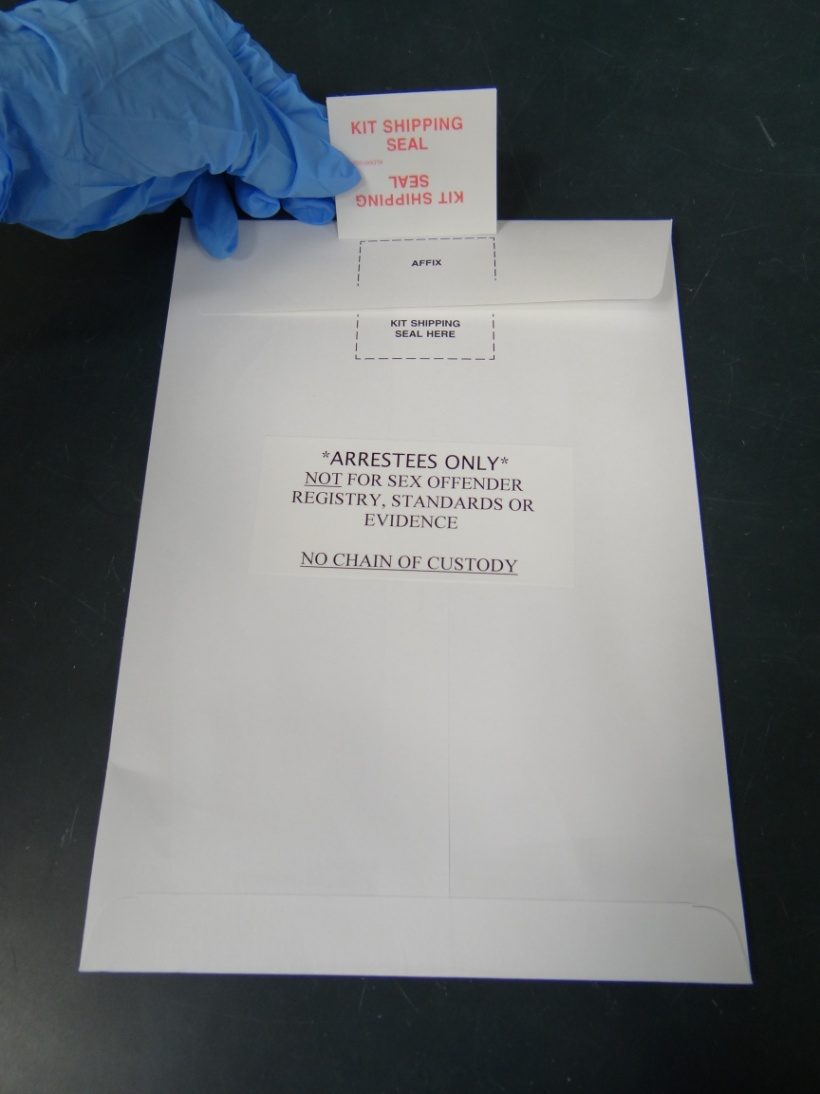 KIT SHIPPING
SEAL
KIT SHIPPING
SEAL
AFFIX
KIT SHIPPING
SEAL HERE
*ARRESTEES ONLY*
NOT FOR SEX OFFENDER
REGISTRY, STANDARDS OR
EVIDENCE
NO CHAIN OF CUSTODY